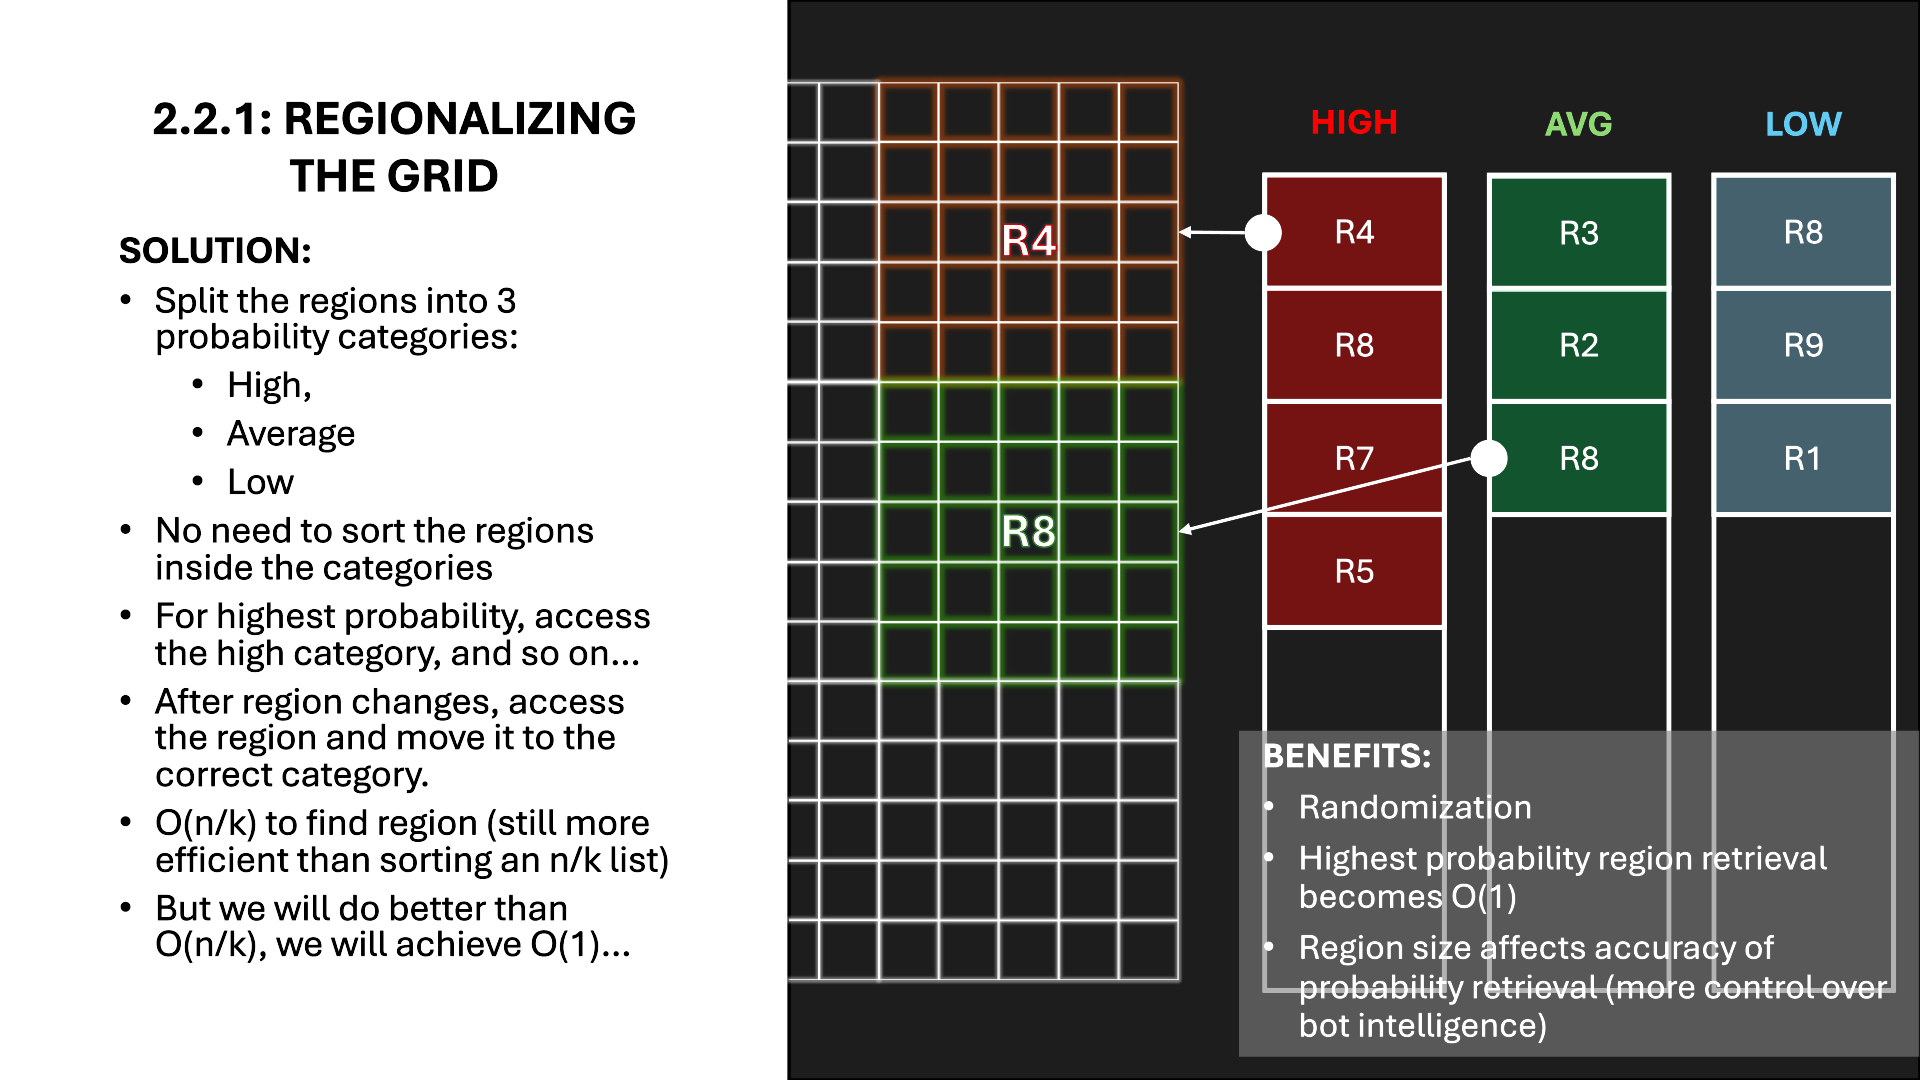 2.2.1: REGIONALIZING
THE GRID
SOLUTION:
• Split the regions into 3
probability categories:
• High,
• Average
• Low
• No need to sort the regions
inside the categories
• For highest probability, access
the high category, and so on...
• After region changes, access
the region and move it to the
correct category.
• O(n/k) to find region (still more
efficient than sorting an n/k list)
• But we will do better than
O(n/k), we will achieve O(1)...
R4
R8
HIGH
R4
R8
R7
R5
AVG
R3
R2
R8
LOW
R8
R9
R1
BENEFITS:
• Randomization
• Highest probability region retrieval
becomes O(1)
• Region size affects accuracy of
probability retrieval (more control over
bot intelligence)